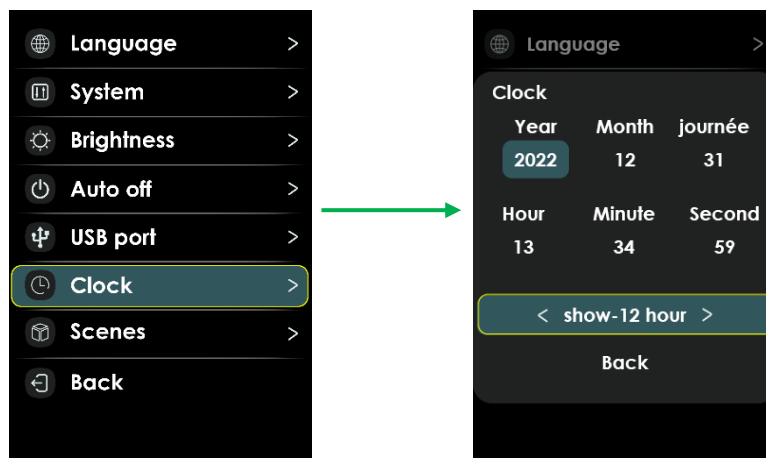 Language >
System >
Brightness >
Auto off >
USB port >
Clock >
Scenes >
Back
Language >
Clock
Year Month journée
2022 12 31
Hour Minute Second
13 34 59
< show-12 hour >
Back